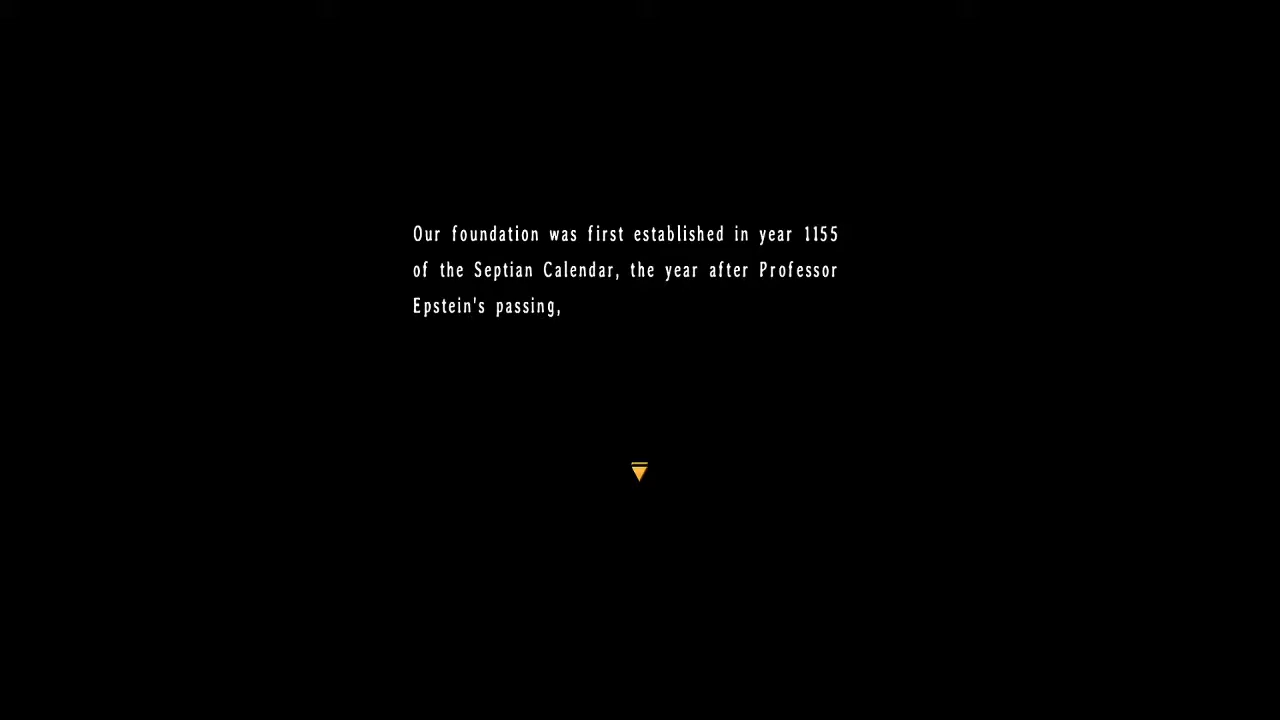 Our foundation was first established in year 1155
of the Septian Calendar, the year after Professor
Epstein's passing,